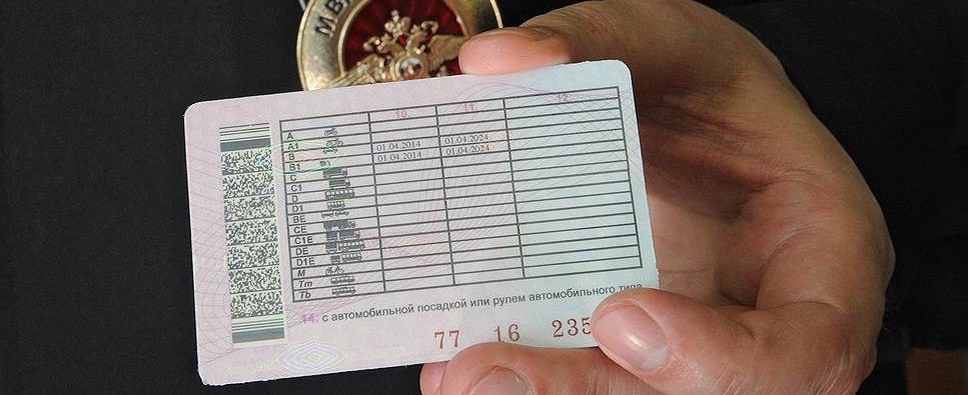 МВ
10. 11. 12.
A
A1
B 01.04.2014 01.04.2024
B1 01.04.2014 01.04.2024
C
C1
D
D1
BE
CE
C1E
DE
D1E
M
Tm
Tb
14. с автомобильной посадкой или рулем автомобильного типа
77 16 235